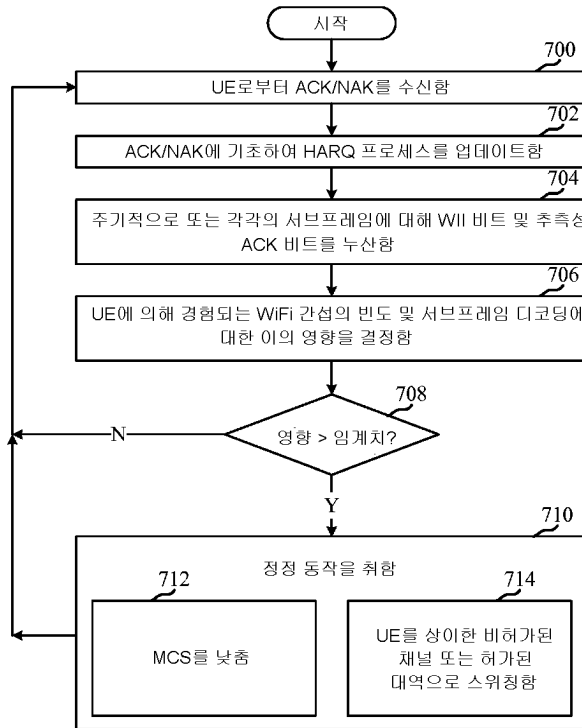 시작
700
UE로부터 ACK/NAK를 수신함
702
ACK/NAK에 기초하여 HARQ 프로세스를 업데이트함
704
주기적으로 또는 각각의 서브프레임에 대해 WII 비트 및 추측성
ACK 비트를 누산함
706
UE에 의해 경험되는 WiFi 간섭의 빈도 및 서브프레임 디코딩에
대한 이의 영향을 결정함
708
영향 > 임계치?
N
Y
710
정정 동작을 취함
712
MCS를 낮춤
714
UE를 상이한 비허가된
채널 또는 허가된
대역으로 스위칭함